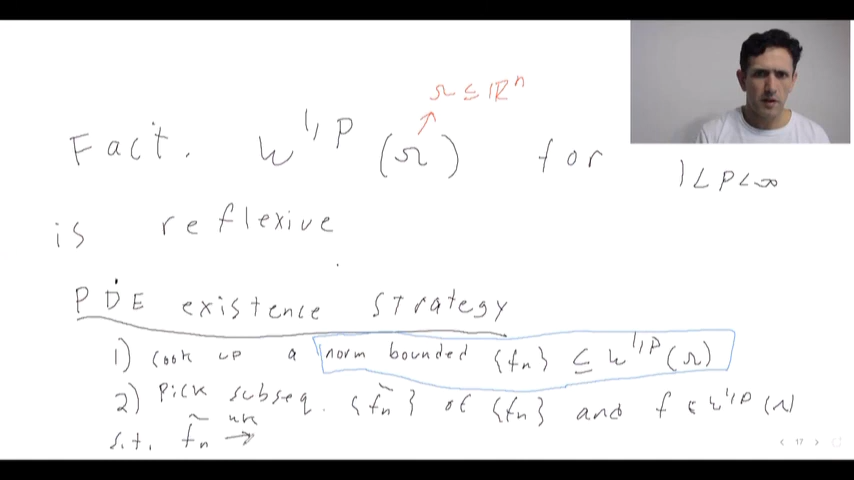 Ω ⊆ ℝⁿ
Fact. W^{1,p} (Ω) for 1<p<∞
is reflexive
PDE existence strategy
1) Cook up a norm bounded {fn} ⊆ W^{1,p}(Ω)
2) Pick subseq. {f̃n} of {fn} and f ∈ W^{1,p}(Ω)
s.t. f̃n →
17